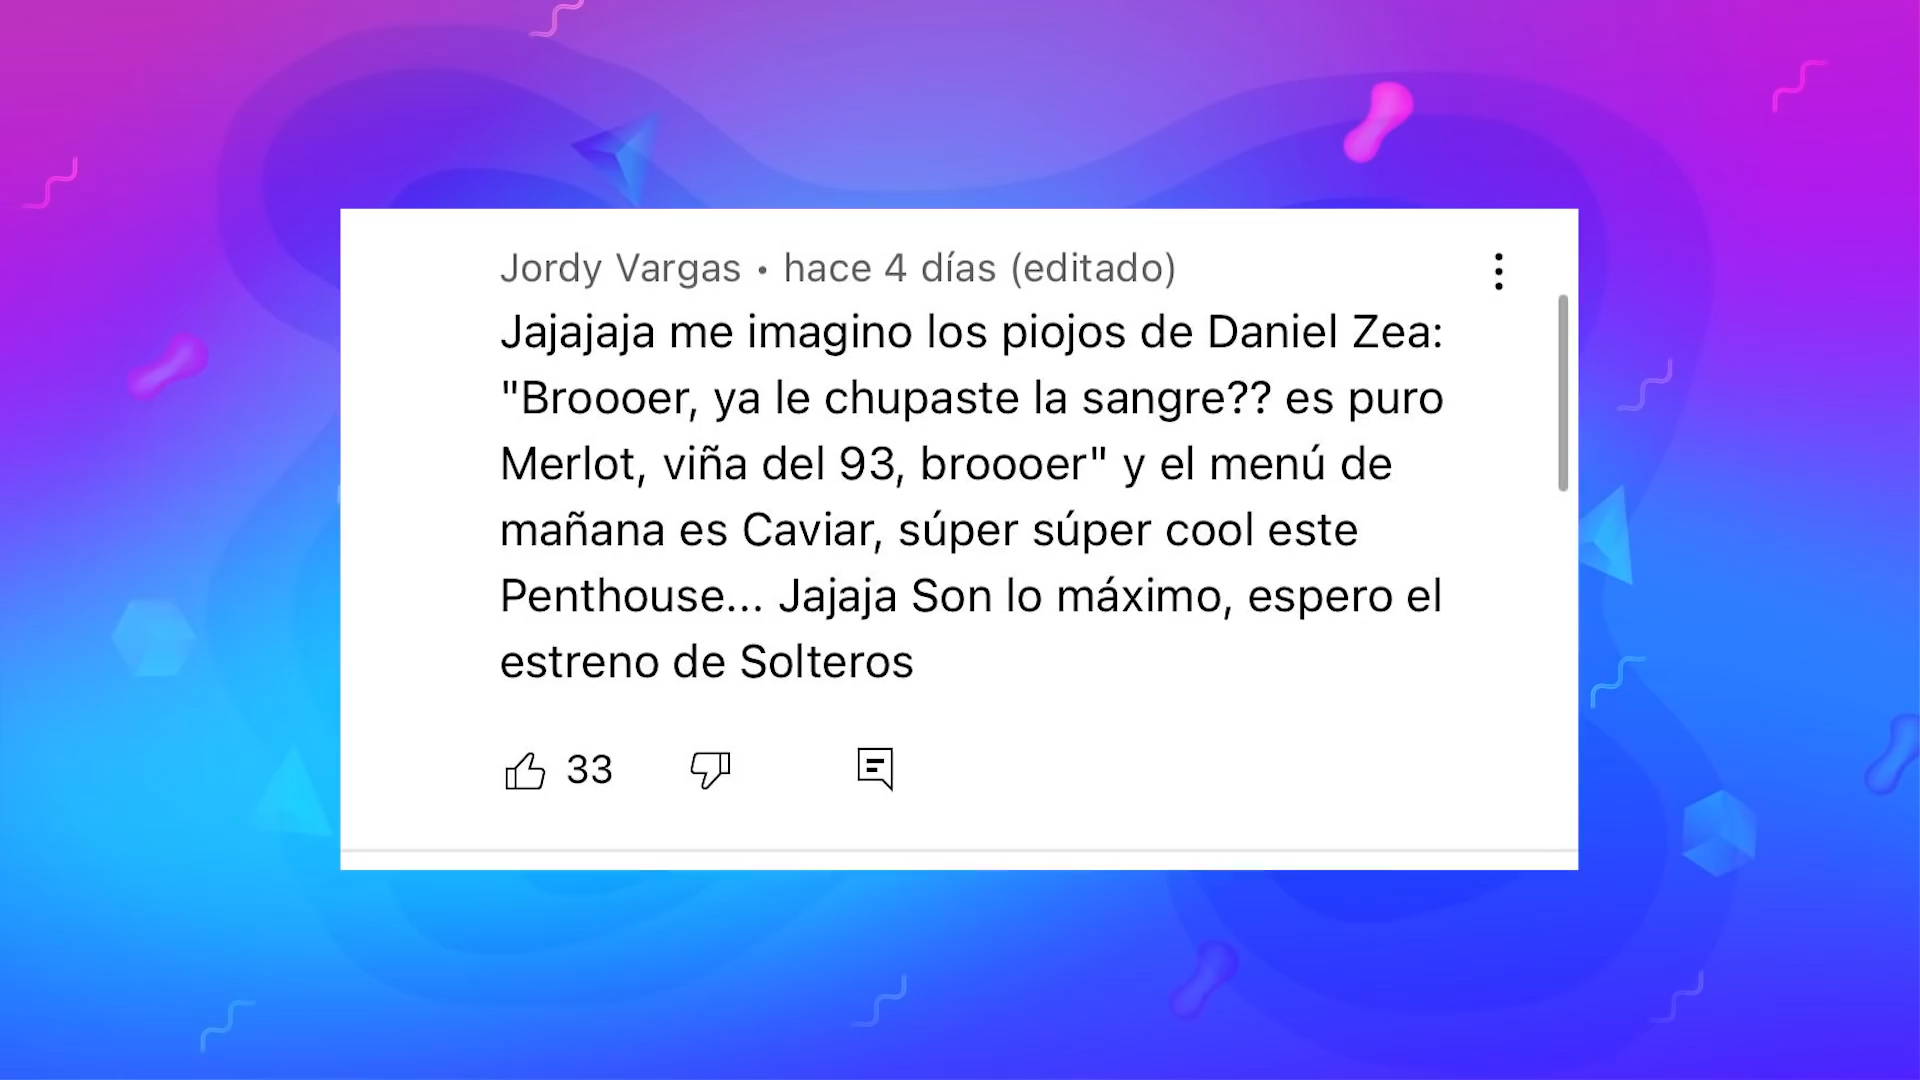 Jordy Vargas • hace 4 días (editado)
Jajajaja me imagino los piojos de Daniel Zea:
"Broooer, ya le chupaste la sangre?? es puro
Merlot, viña del 93, broooer" y el menú de
mañana es Caviar, súper súper cool este
Penthouse... Jajaja Son lo máximo, espero el
estreno de Solteros
33